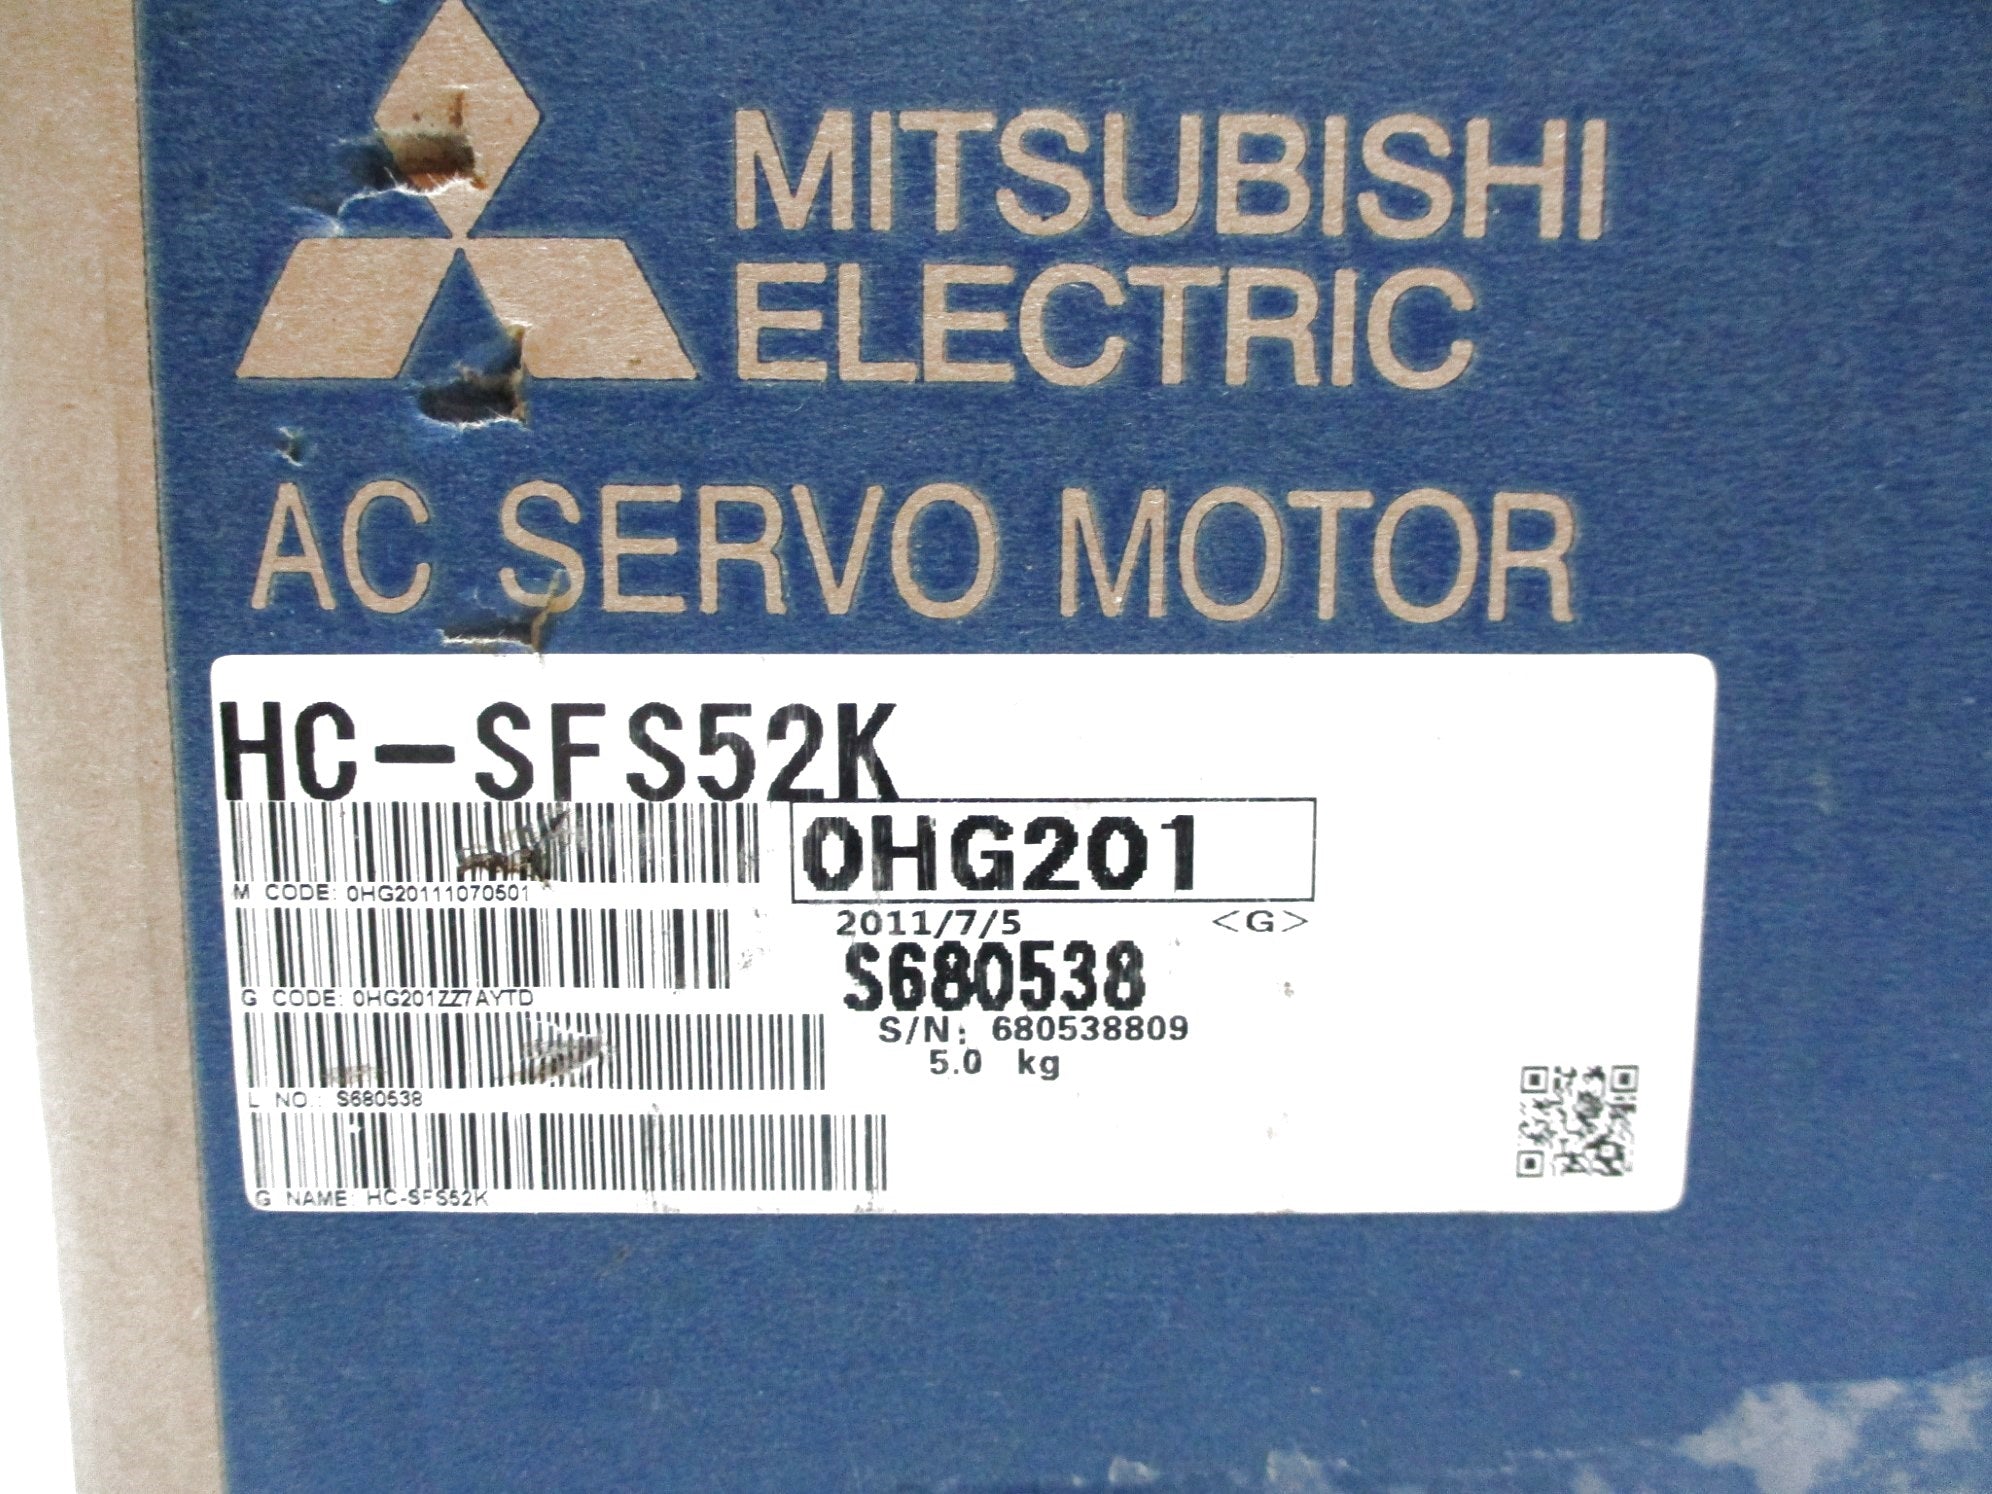 MITSUBISHI
ELECTRIC
AC SERVO MOTOR
HC-SFS52K
0HG201
M CODE: 0HG20111070501
2011/7/5 <G>
S680538
G CODE: 0HG201ZZ7AYTD
S/N: 680538809
5.0 kg
L NO.: S680538
G NAME: HC-SFS52K